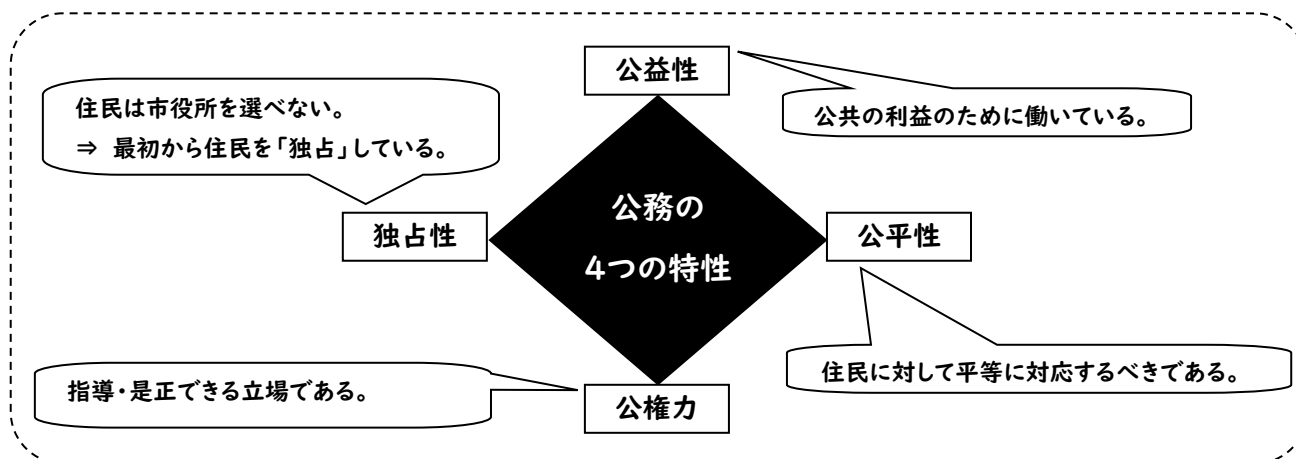 公益性
公共の利益のために働いている。
住民は市役所を選べない。
⇒ 最初から住民を「独占」している。
独占性
公務の
4つの特性
公平性
住民に対して平等に対応するべきである。
指導・是正できる立場である。
公権力